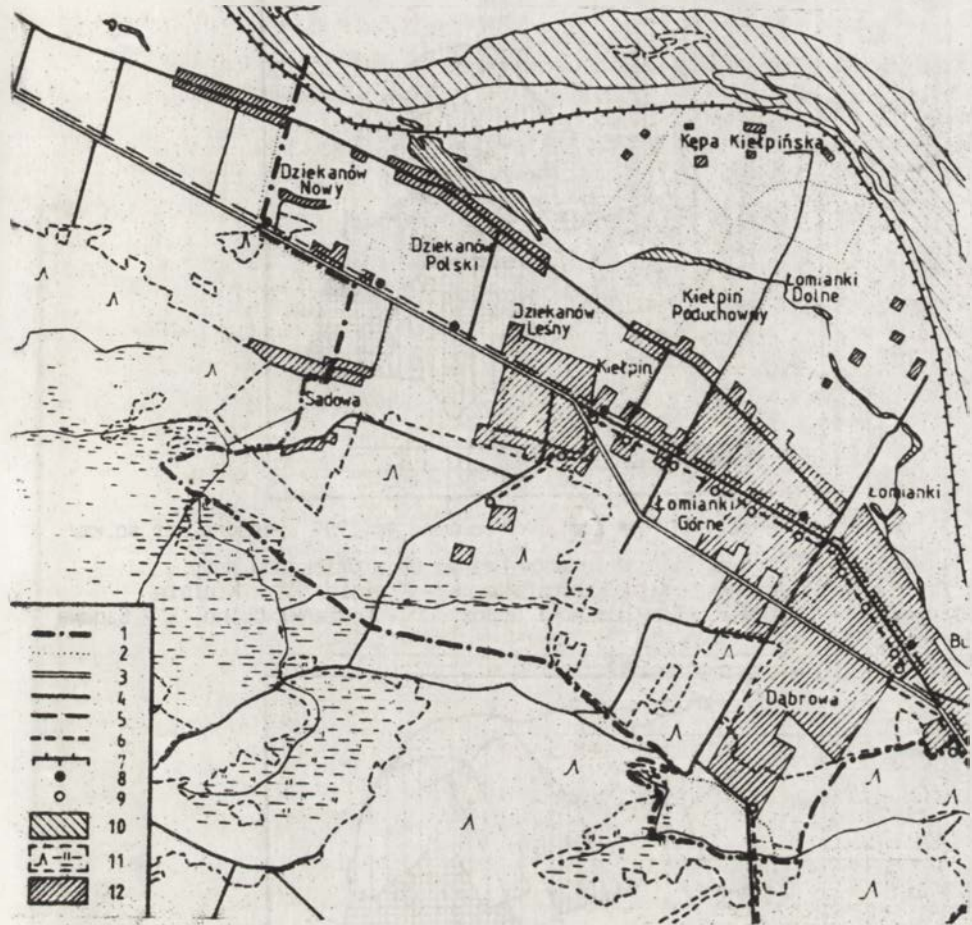 Kępa Kiełpińska
Dziekanów
Nowy
Dziekanów
Polski
Łomianki
Dolne
Kiełpin
Poduchowny
Dziekanów
Leśny
Kiełpin
Sadowa
Łomianki
Łomianki
Górne
Dąbrowa
1
2
3
4
5
6
7
8
9
10
11
12